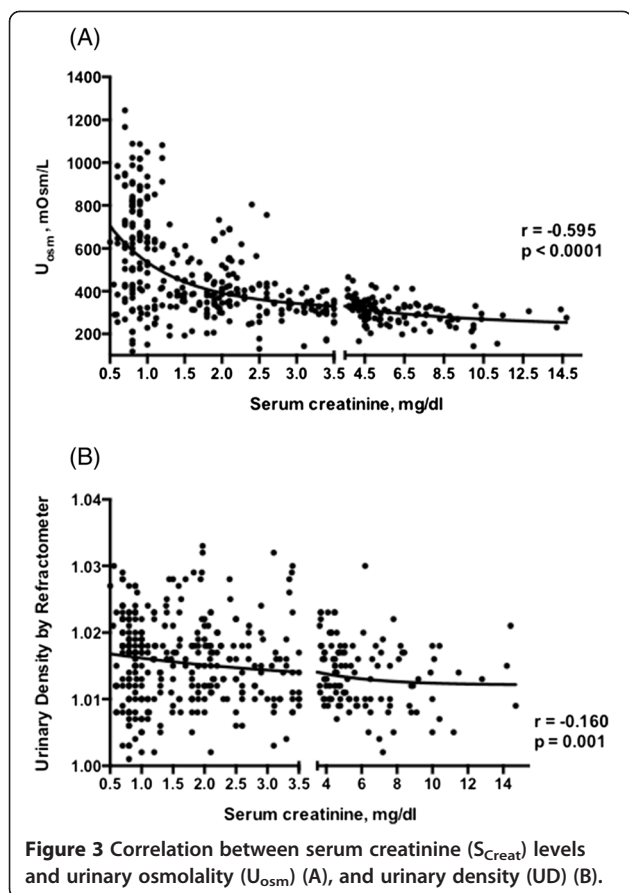 (A)
1400
1200
1000
800
600
400
200
U_osm, mOsm/L
r = -0.595
p < 0.0001
0.5 1.0 1.5 2.0 2.5 3.0 3.5 4.5 6.5 8.5 10.5 12.5 14.5
Serum creatinine, mg/dl
(B)
1.04
1.03
1.02
1.01
1.00
Urinary Density by Refractometer
r = -0.160
p = 0.001
0.5 1.0 1.5 2.0 2.5 3.0 3.5 4 6 8 10 12 14
Serum creatinine, mg/dl
Figure 3 Correlation between serum creatinine (S_Creat) levels
and urinary osmolality (U_osm) (A), and urinary density (UD) (B).